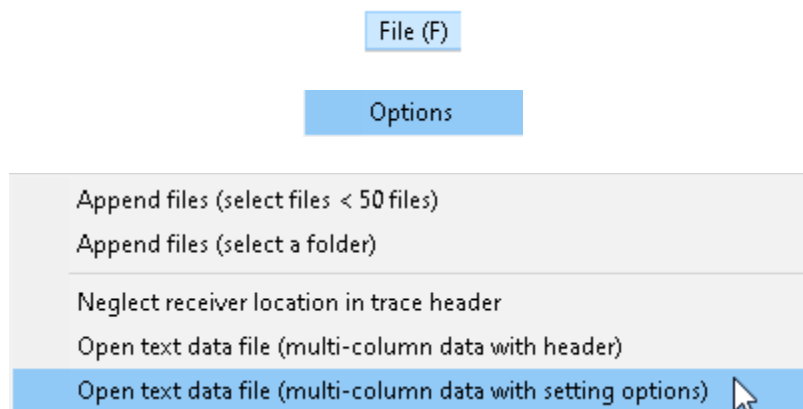 File (F)
Options
Append files (select files < 50 files)
Append files (select a folder)
Neglect receiver location in trace header
Open text data file (multi-column data with header)
Open text data file (multi-column data with setting options)